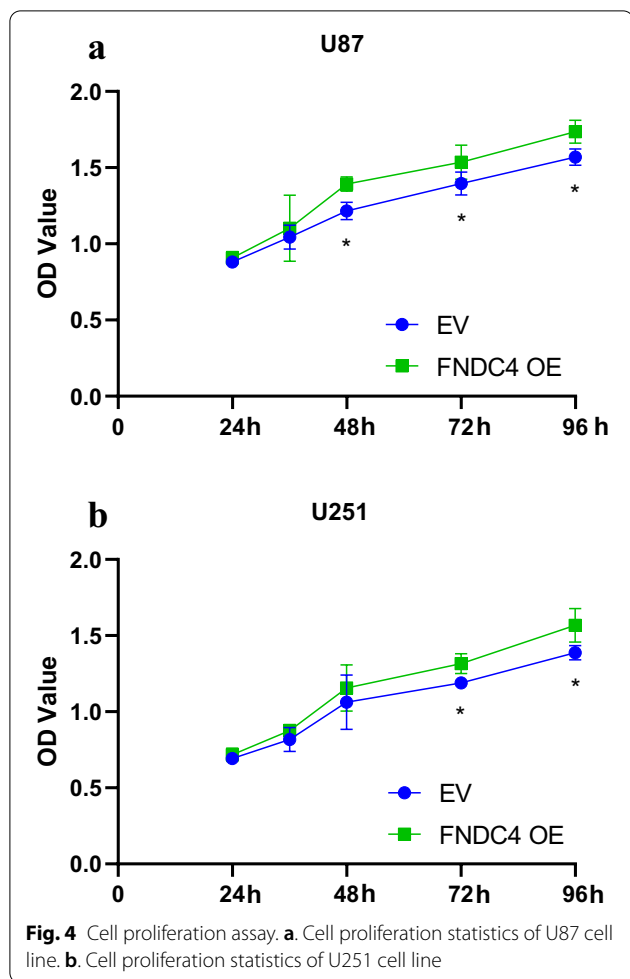 a
U87
2.0
1.5
1.0
0.5
0.0
OD Value
*
*
*
EV
FNDC4 OE
0
24h
48h
72h
96 h
b
U251
2.0
1.5
1.0
0.5
0.0
OD Value
*
*
EV
FNDC4 OE
0
24h
48h
72h
96h
Fig. 4 Cell proliferation assay. a. Cell proliferation statistics of U87 cell
line. b. Cell proliferation statistics of U251 cell line